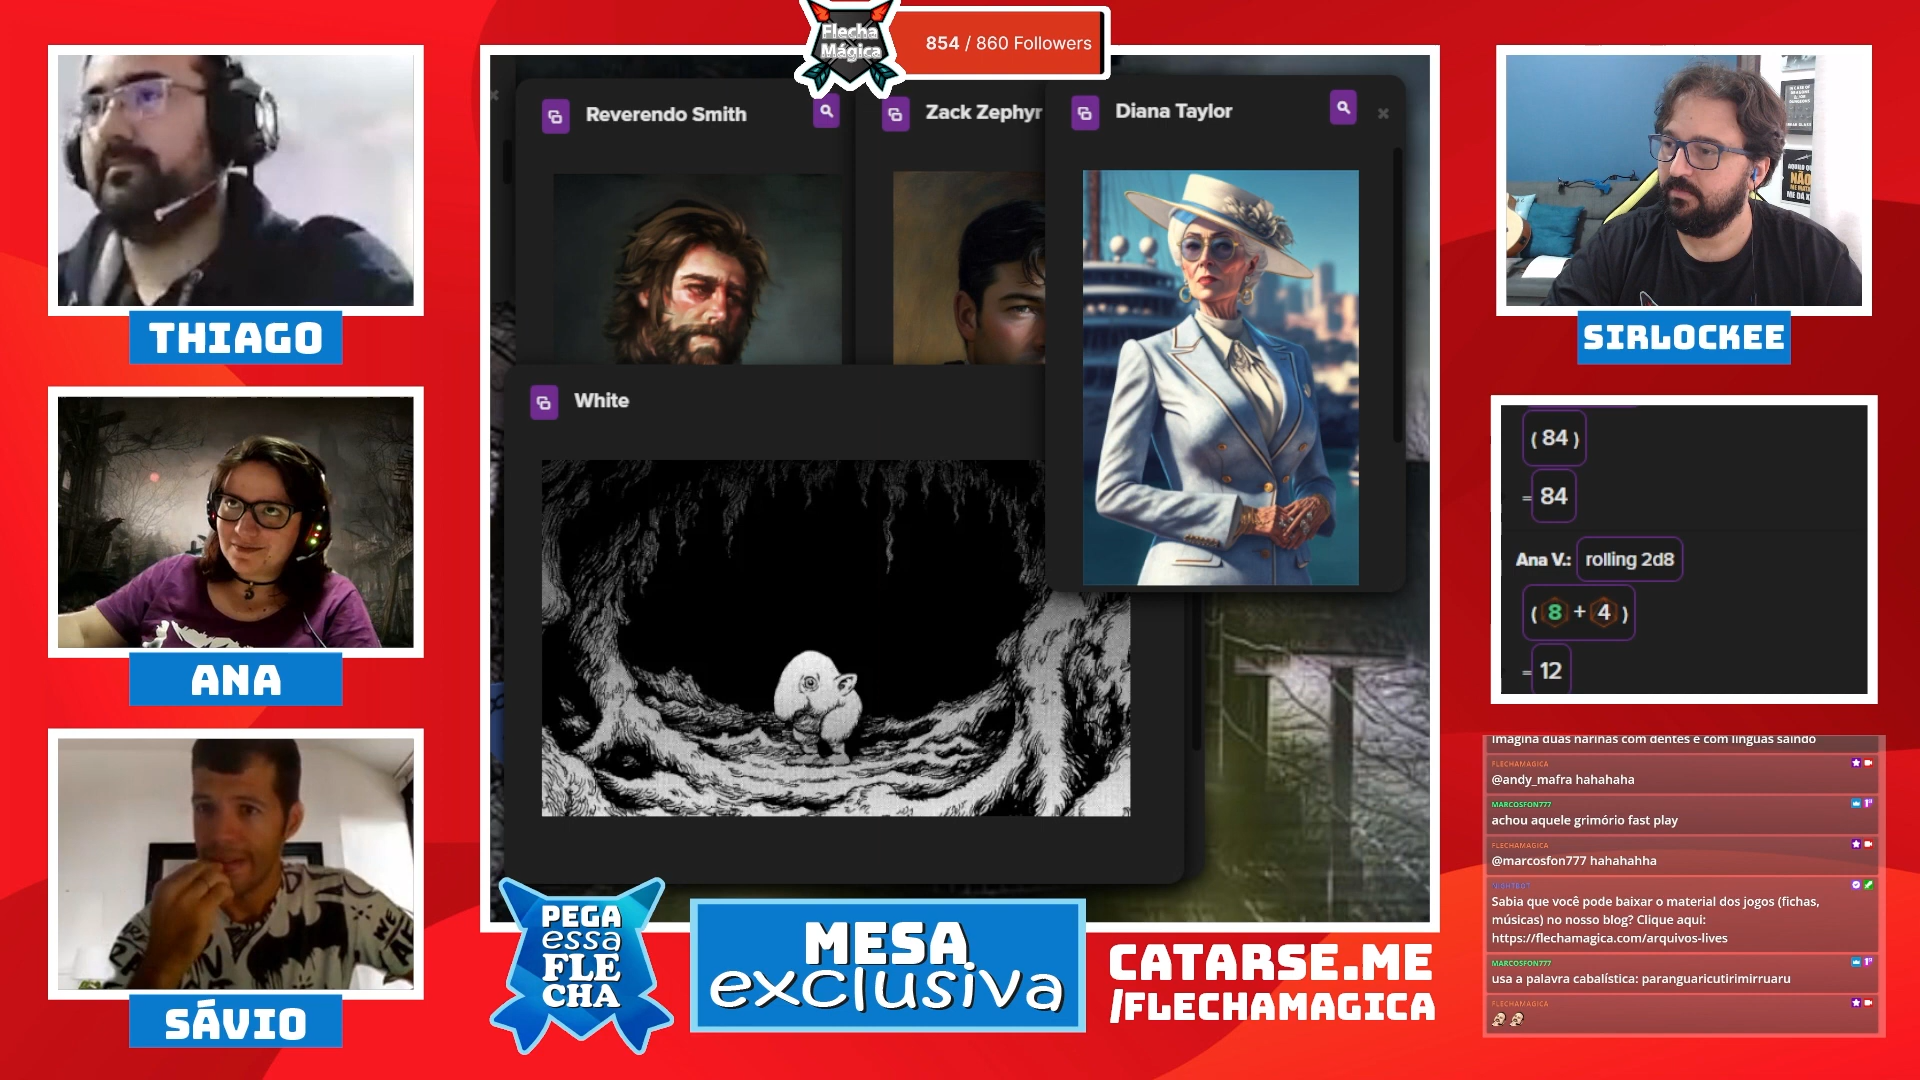 Flecha
Mágica
854 / 860 Followers
THIAGO
ANA
SÁVIO
Reverendo Smith
Zack Zephyr
Diana Taylor
White
SIRLOCKEE
NÃO
( 84 )
= 84
Ana V.: rolling 2d8
( 8 + 4 )
= 12
Imagina duas narinas com dentes e com línguas saindo
FLECHAMAGICA
@andy_mafra hahahaha
MARCOSFON777
achou aquele grimório fast play
FLECHAMAGICA
@marcosfon777 hahahahha
NIGHTBOT
Sabia que você pode baixar o material dos jogos (fichas,
músicas) no nosso blog? Clique aqui:
https://flechamagica.com/arquivos-lives
MARCOSFON777
usa a palavra cabalística: paranguaricutirimirruaru
FLECHAMAGICA
PEGA
essa
FLE
CHA
MESA
exclusiva
CATARSE.ME
/FLECHAMAGICA